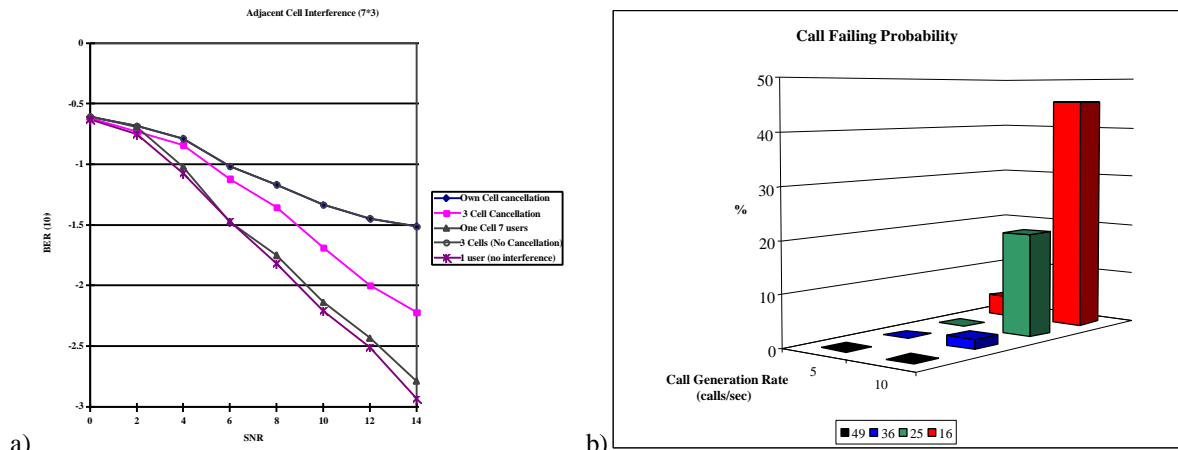 Adjacent Cell Interference (7*3)
0
-0.5
-1
-1.5
-2
-2.5
-3
BER (10)
0 2 4 6 8 10 12 14
SNR
Own Cell cancellation
3 Cell Cancellation
One Cell 7 users
3 Cells (No Cancellation)
1 user (no interference)
a)
Call Failing Probability
50
40
30
20
10
0
%
5
10
Call Generation Rate
(calls/sec)
49 36 25 16
b)